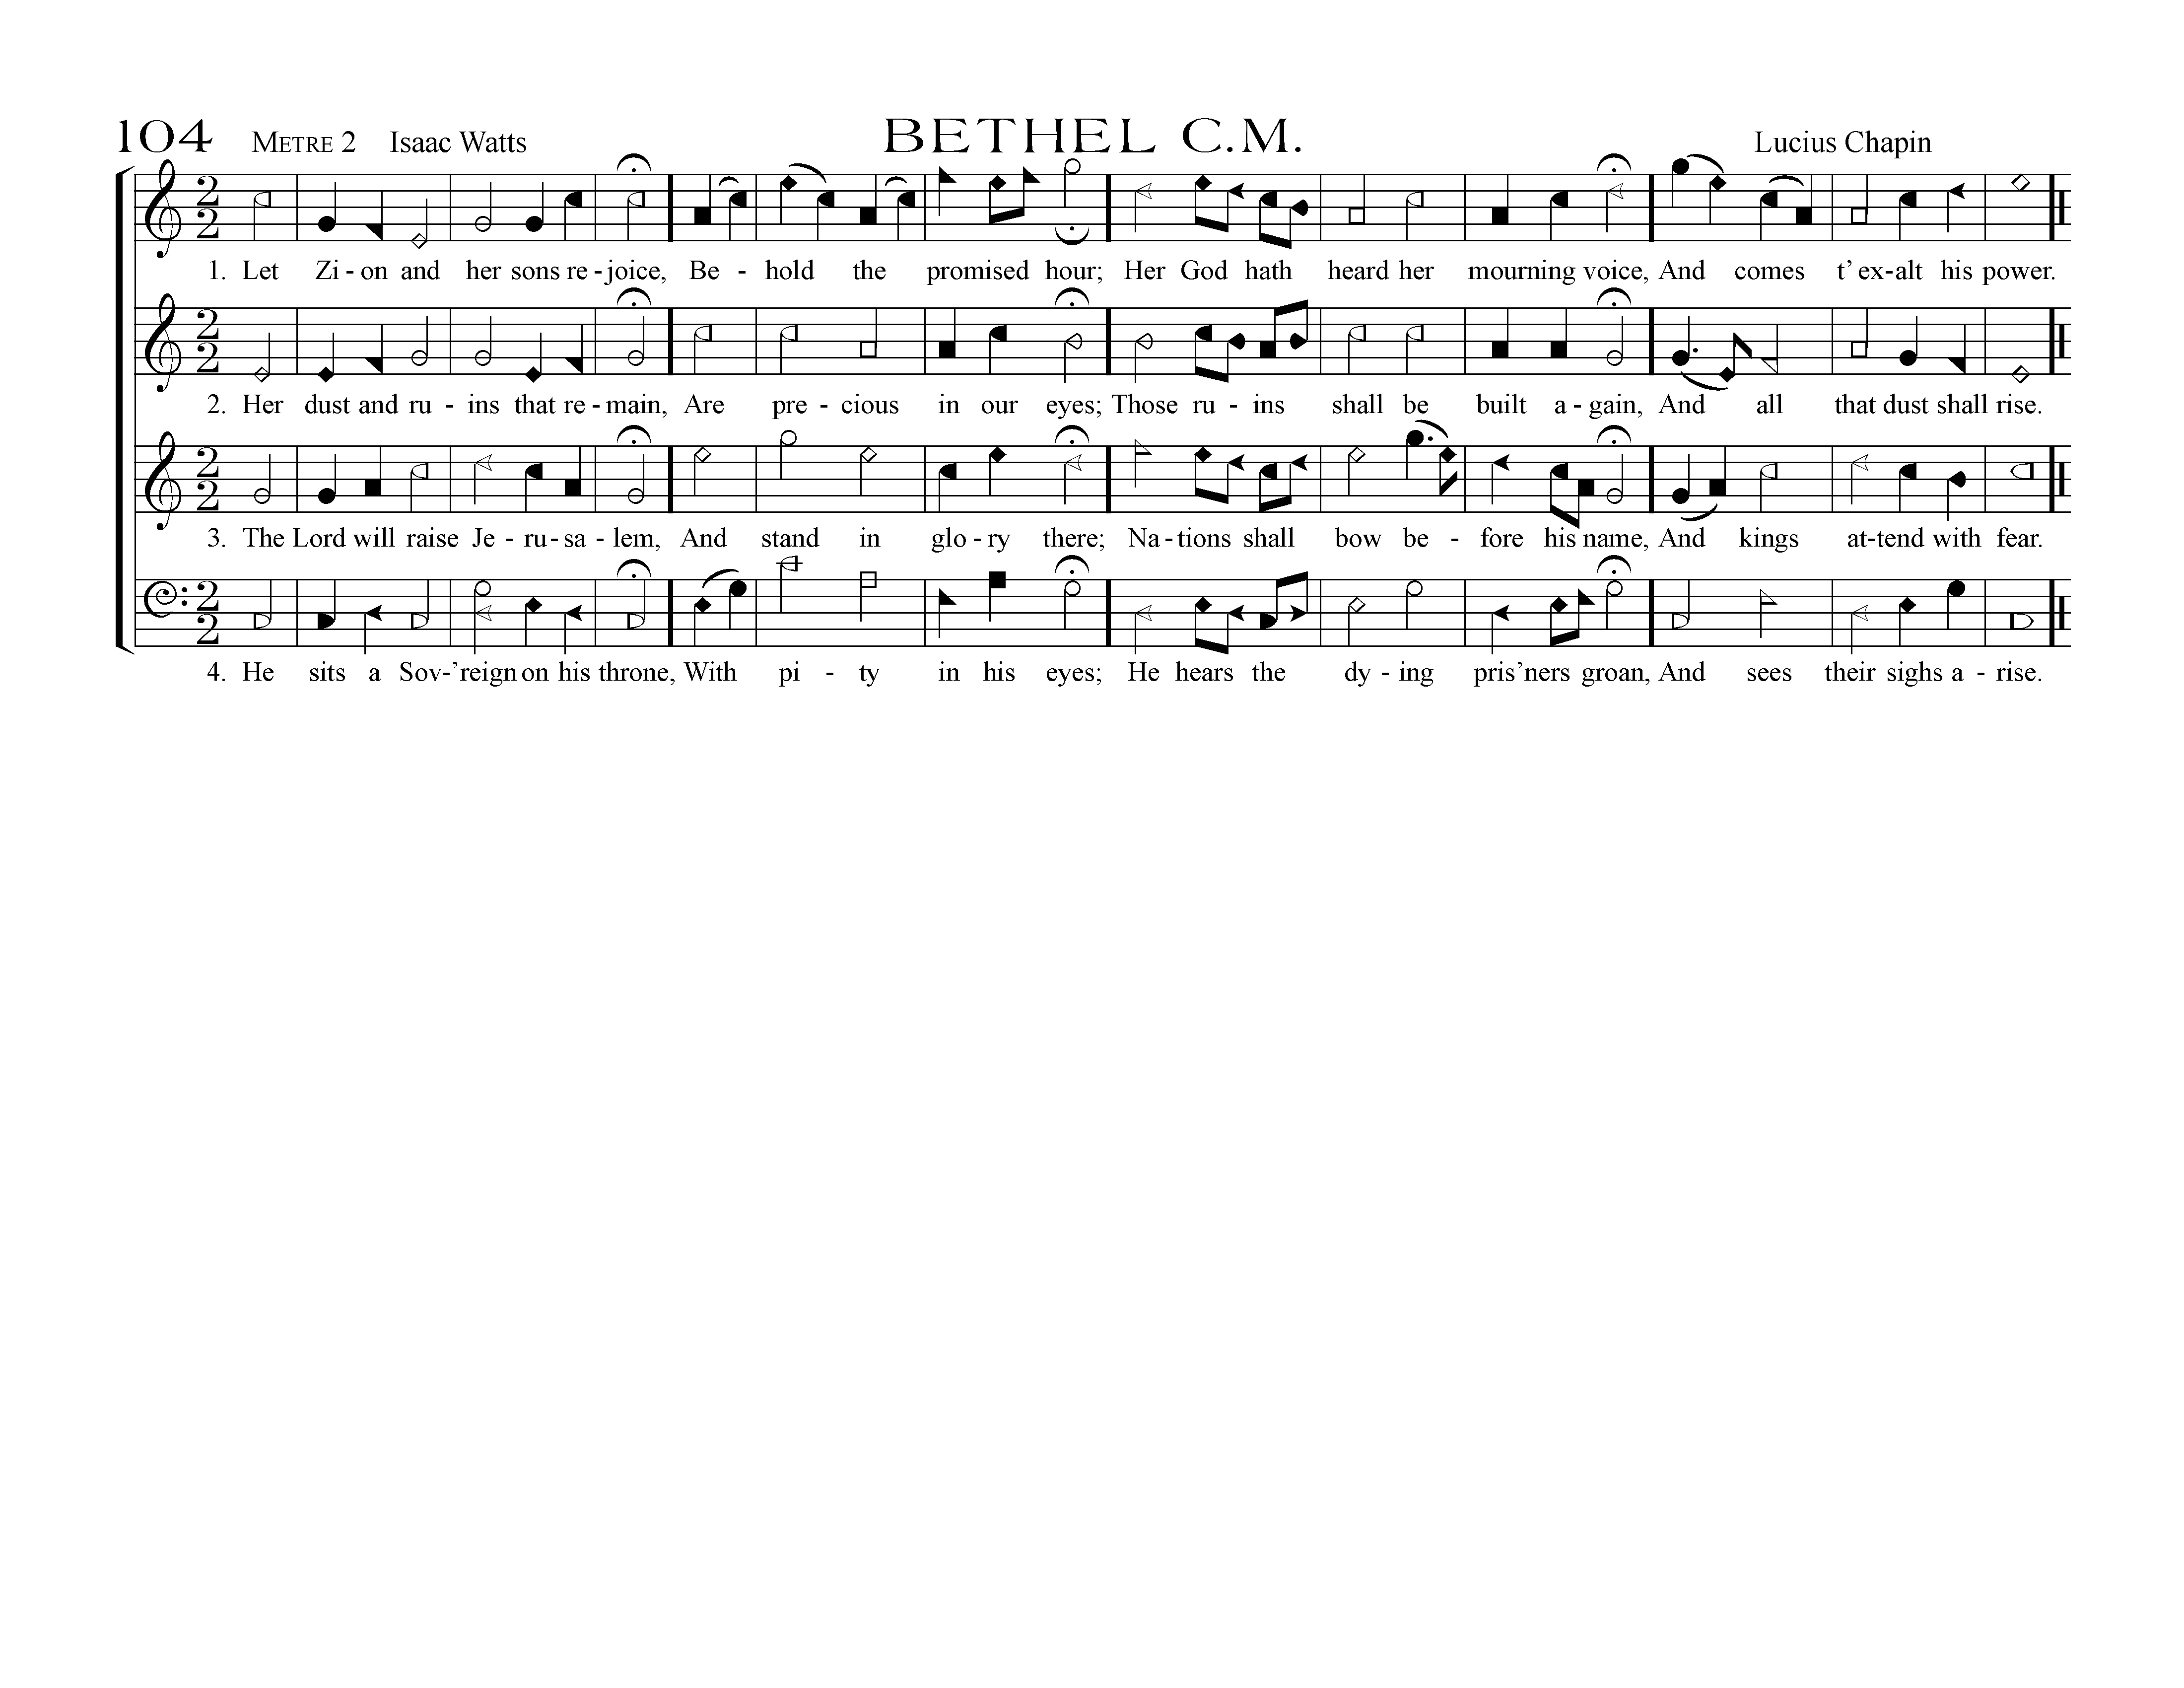 104 METRE 2 Isaac Watts BETHEL C.M. Lucius Chapin
2 2
1. Let Zi - on and her sons re - joice, Be - hold the promised hour; Her God hath heard her mourning voice, And comes t' ex - alt his power.
2 2
2. Her dust and ru - ins that re - main, Are pre - cious in our eyes; Those ru - ins shall be built a - gain, And all that dust shall rise.
2 2
3. The Lord will raise Je - ru - sa - lem, And stand in glo - ry there; Na - tions shall bow be - fore his name, And kings at - tend with fear.
2 2
4. He sits a Sov - 'reign on his throne, With pi - ty in his eyes; He hears the dy - ing pris'ners groan, And sees their sighs a - rise.